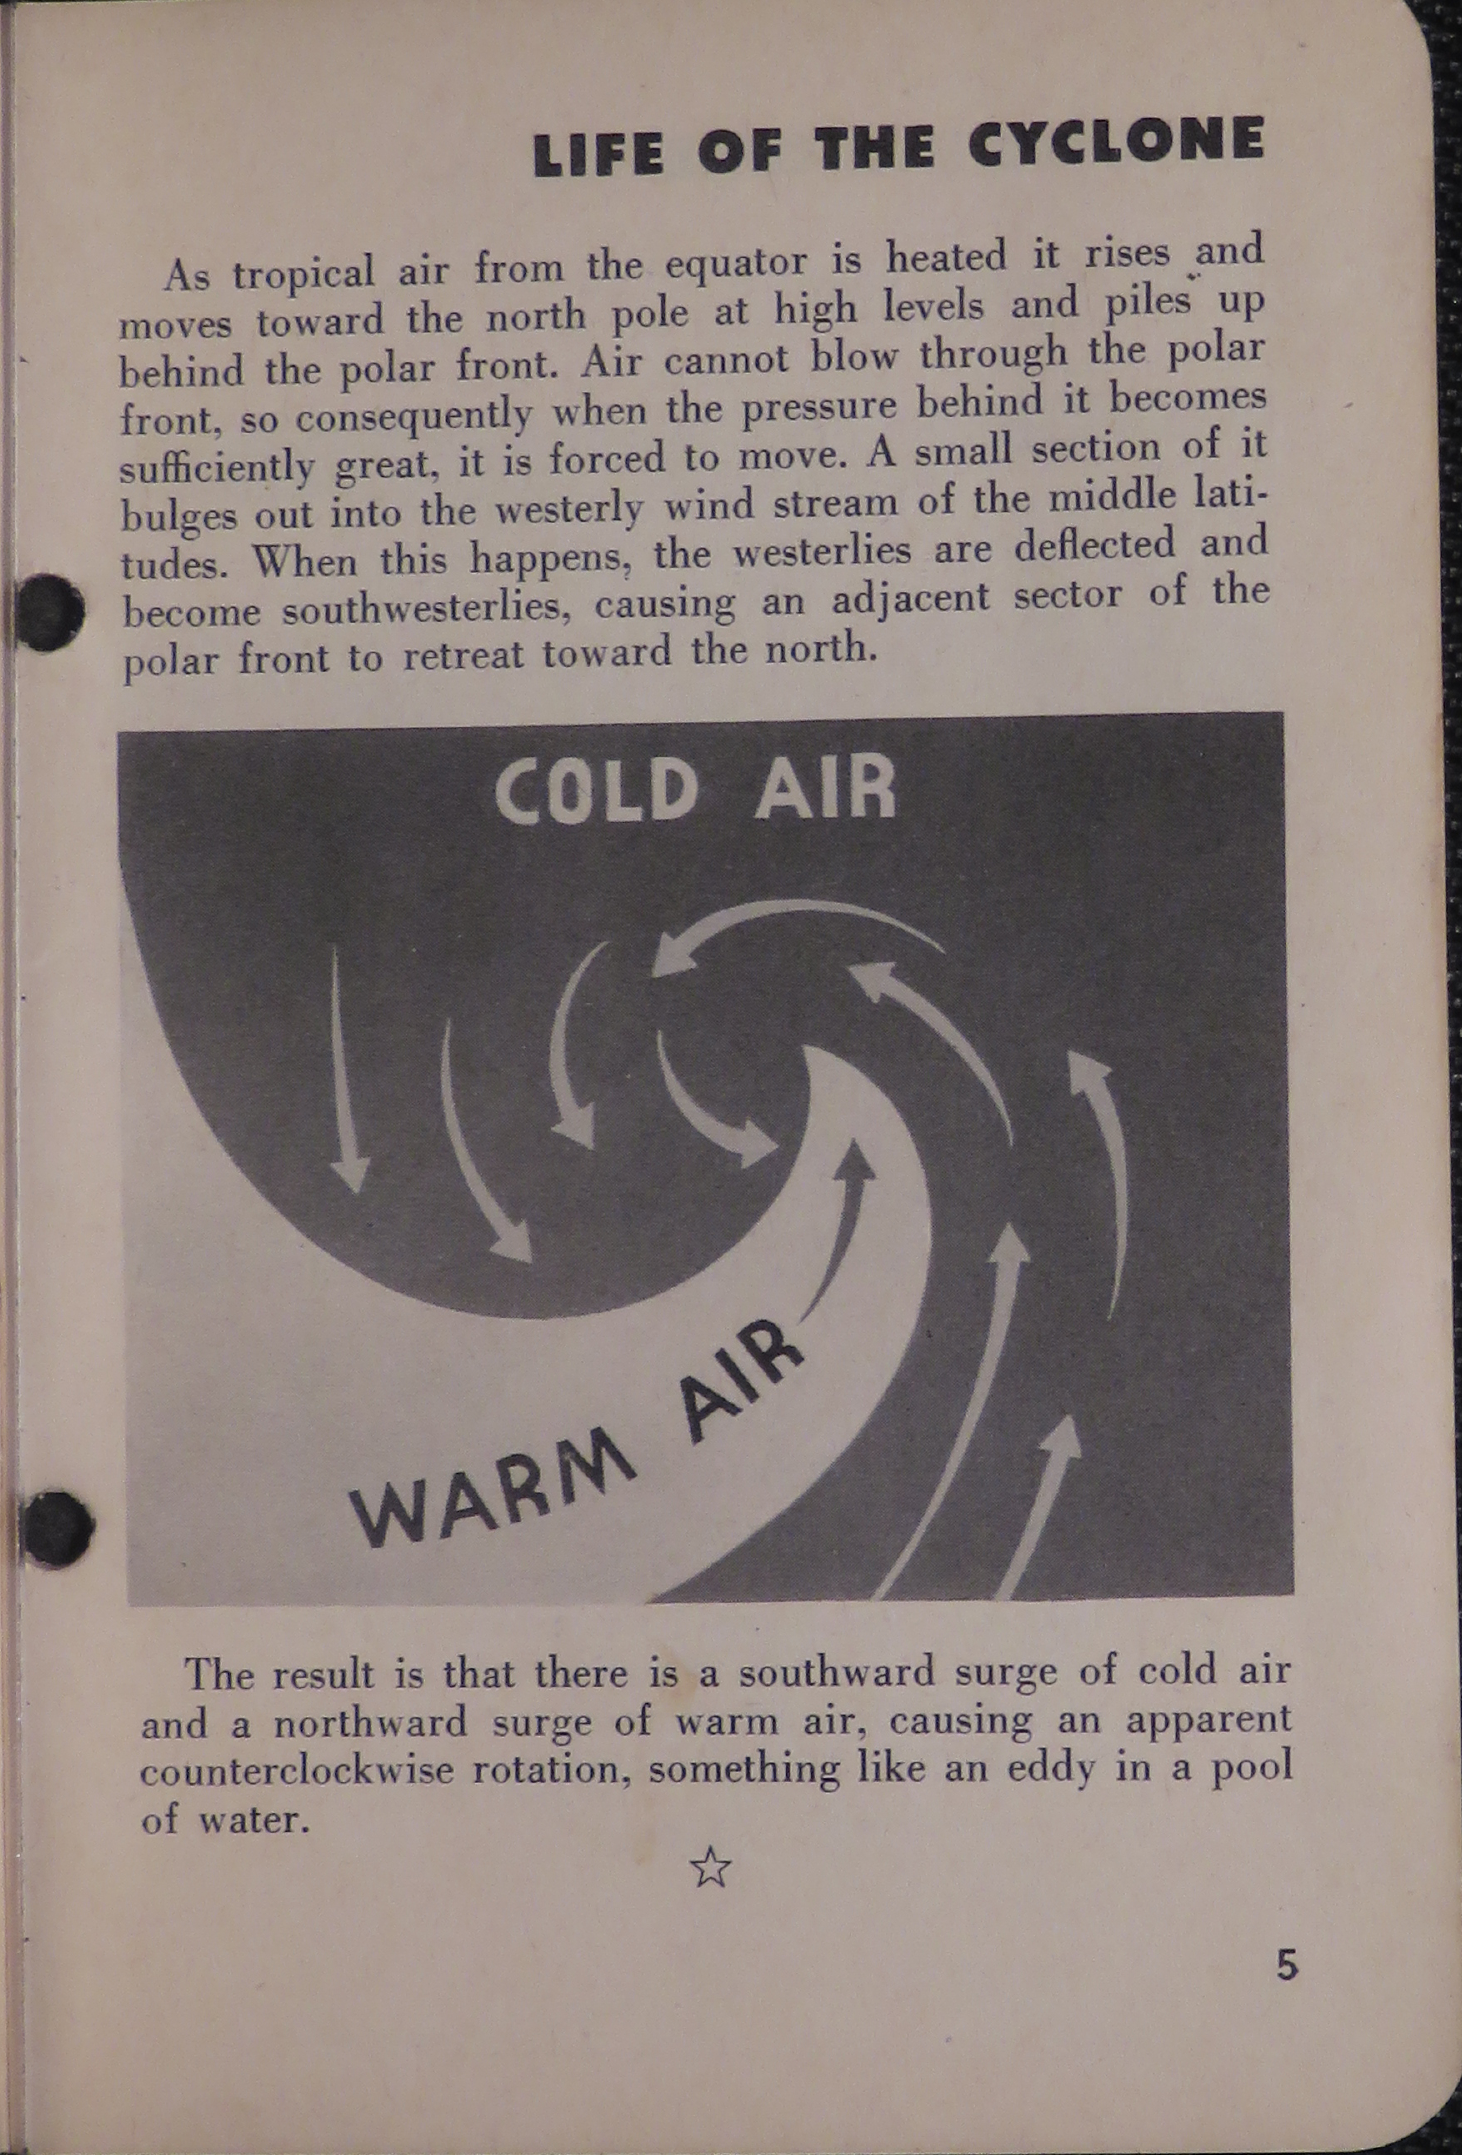 LIFE OF THE CYCLONE
As tropical air from the equator is heated it rises and
moves toward the north pole at high levels and piles up
behind the polar front. Air cannot blow through the polar
front, so consequently when the pressure behind it becomes
sufficiently great, it is forced to move. A small section of it
bulges out into the westerly wind stream of the middle lati-
tudes. When this happens, the westerlies are deflected and
become southwesterlies, causing an adjacent sector of the
polar front to retreat toward the north.
COLD AIR
WARM AIR
The result is that there is a southward surge of cold air
and a northward surge of warm air, causing an apparent
counterclockwise rotation, something like an eddy in a pool
of water.
5